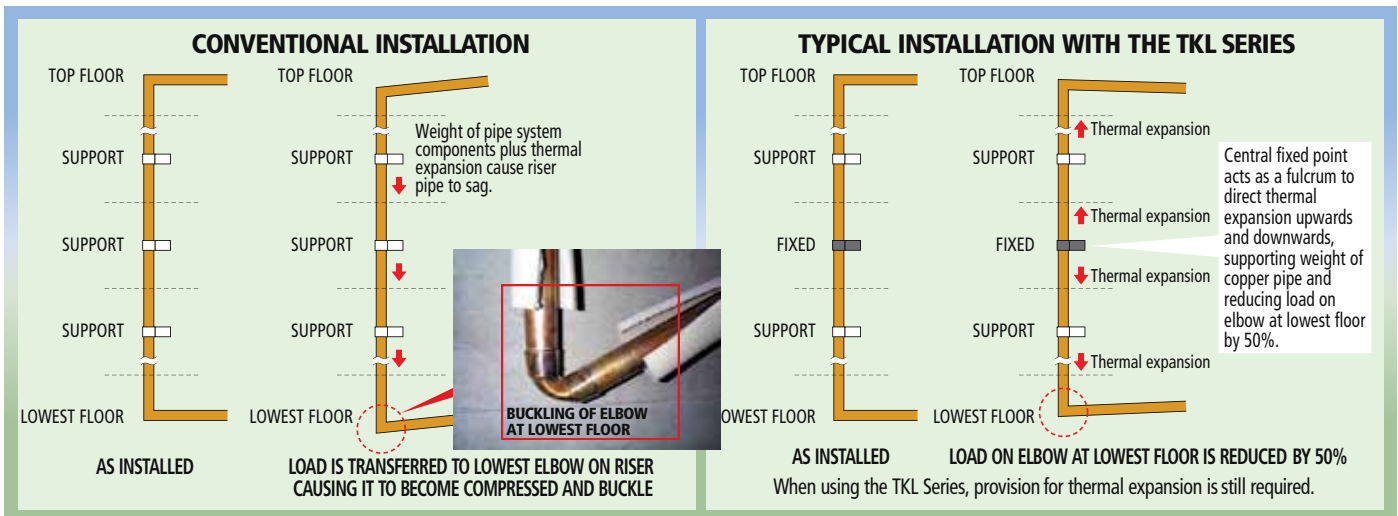 CONVENTIONAL INSTALLATION
TOP FLOOR
SUPPORT
SUPPORT
SUPPORT
LOWEST FLOOR
AS INSTALLED
TOP FLOOR
SUPPORT
SUPPORT
SUPPORT
LOWEST FLOOR
Weight of pipe system
components plus thermal
expansion cause riser
pipe to sag.
BUCKLING OF ELBOW
AT LOWEST FLOOR
LOAD IS TRANSFERRED TO LOWEST ELBOW ON RISER
CAUSING IT TO BECOME COMPRESSED AND BUCKLE
TYPICAL INSTALLATION WITH THE TKL SERIES
TOP FLOOR
SUPPORT
FIXED
SUPPORT
OWEST FLOOR
AS INSTALLED
TOP FLOOR
SUPPORT
FIXED
SUPPORT
LOWEST FLOOR
Thermal expansion
Thermal expansion
Thermal expansion
Thermal expansion
Central fixed point
acts as a fulcrum to
direct thermal
expansion upwards
and downwards,
supporting weight of
copper pipe and
reducing load on
elbow at lowest floor
by 50%.
LOAD ON ELBOW AT LOWEST FLOOR IS REDUCED BY 50%
When using the TKL Series, provision for thermal expansion is still required.